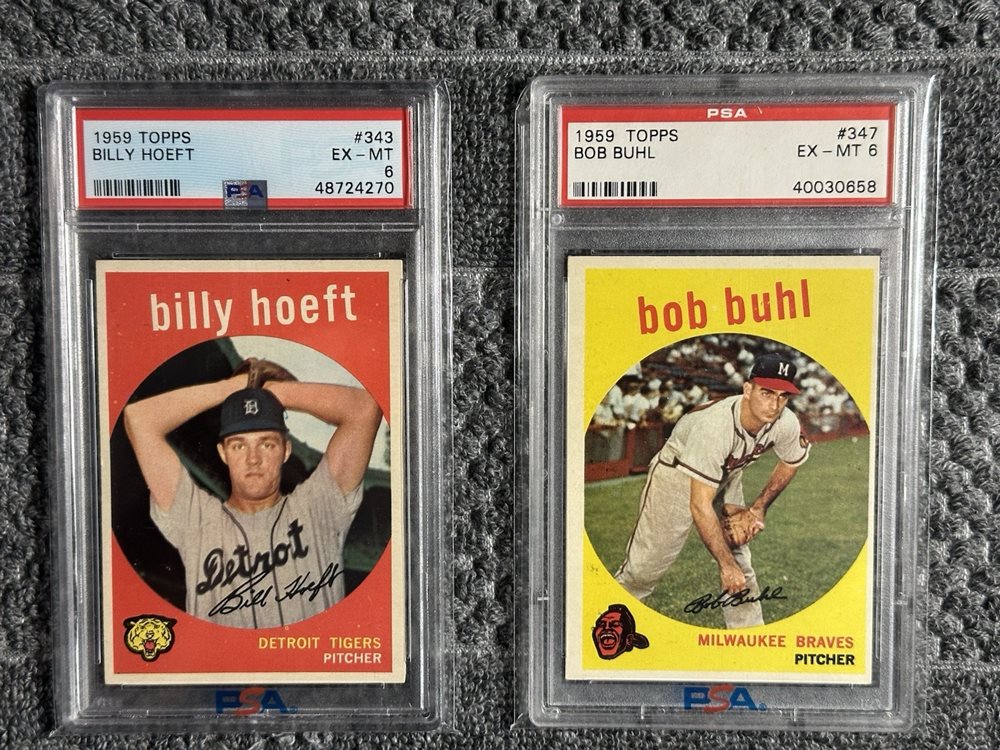 1959 TOPPS #343
BILLY HOEFT EX-MT
6
48724270
PSA
billy hoeft
D
Detroit
Bill Hoeft
DETROIT TIGERS
PITCHER
PSA
PSA
1959 TOPPS #347
BOB BUHL EX-MT 6
40030658
bob buhl
M
Bob Buhl
MILWAUKEE BRAVES
PITCHER
PSA